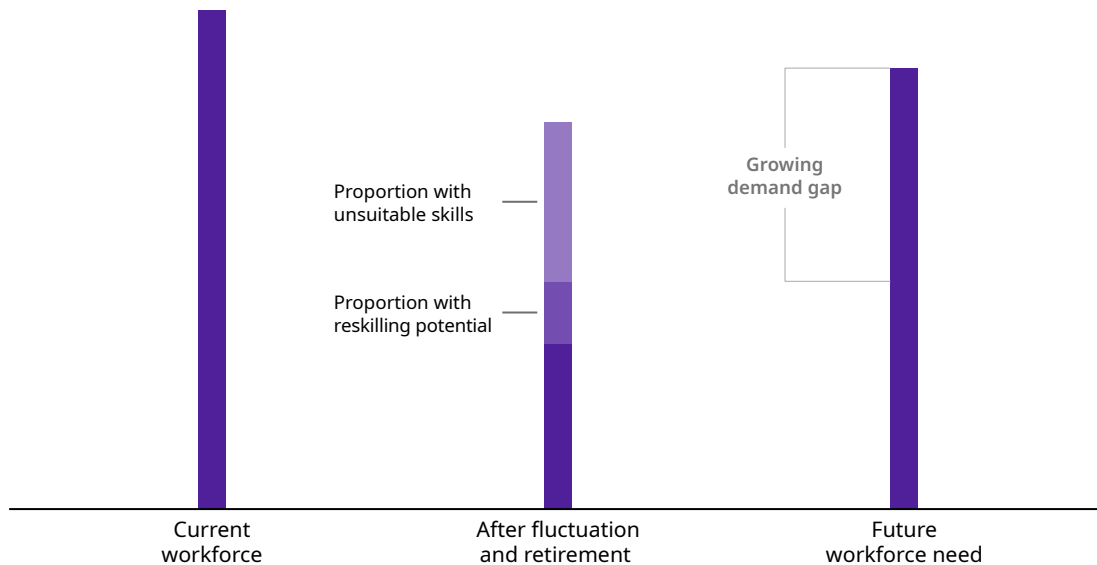 Growing
demand gap
Proportion with
unsuitable skills
Proportion with
reskilling potential
Current
workforce
After fluctuation
and retirement
Future
workforce need